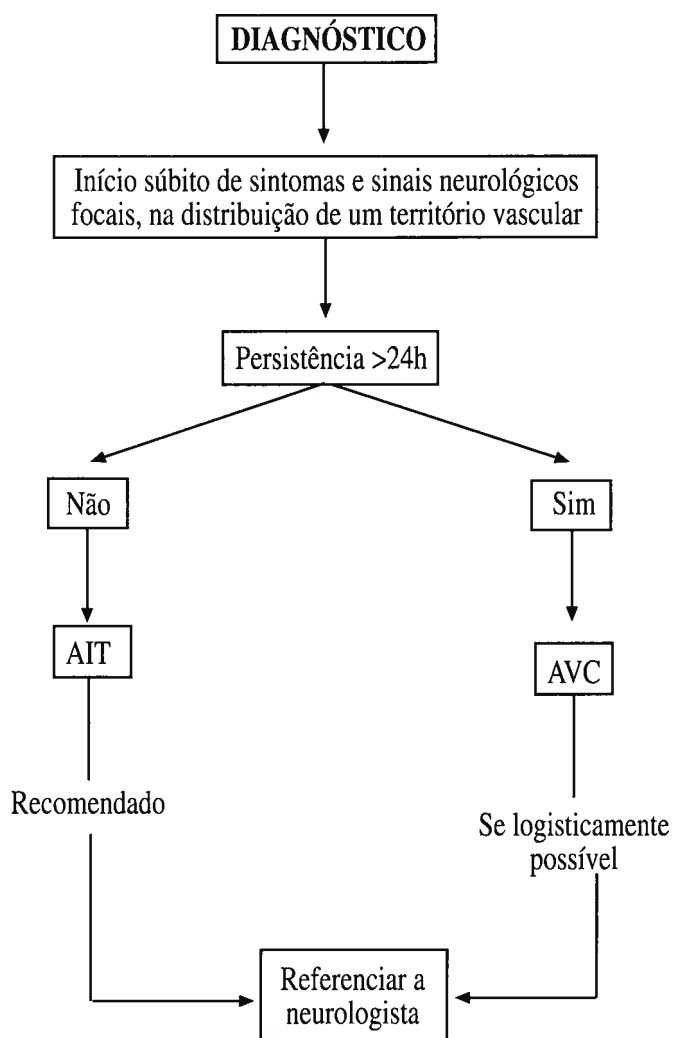 DIAGNÓSTICO
Início súbito de sintomas e sinais neurológicos
focais, na distribuição de um território vascular
Persistência >24h
Não
Sim
AIT
AVC
Recomendado
Se logisticamente
possível
Referenciar a
neurologista